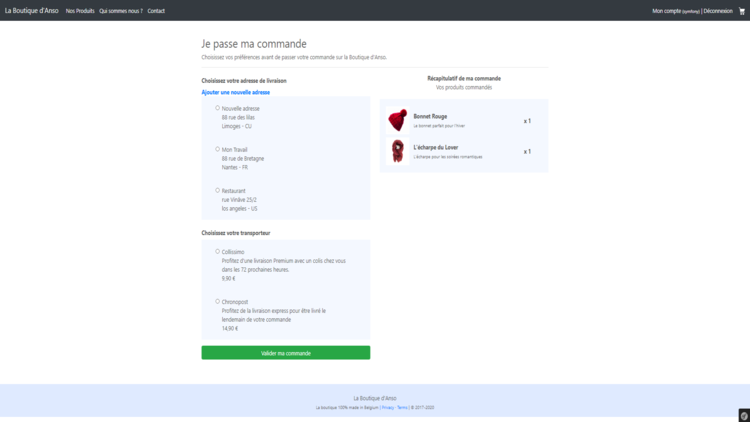 La Boutique d'Anso Nos Produits Qui sommes nous ? Contact Mon compte (symfony) | Déconnexion
Je passe ma commande
Choisissez vos préférences avant de passer votre commande sur la Boutique d'Anso.
Choisissez votre adresse de livraison
Ajouter une nouvelle adresse
Nouvelle adresse
88 rue des lilas
Limoges - CU
Mon Travail
88 rue de Bretagne
Nantes - FR
Restaurant
rue Vinâve 23/2
los angeles - US
Choisissez votre transporteur
Collissimo
Profitez d'une livraison Premium avec un colis chez vous
dans les 72 prochaines heures.
9,90 €
Chronopost
Profitez de la livraison express pour être livré le
lendemain de votre commande
14,90 €
Valider ma commande
Récapitulatif de ma commande
Vos produits commandés
Bonnet Rouge
Le bonnet parfait pour l'hiver
x 1
L'écharpe du Lover
L'écharpe pour les soirées romantiques
x 1
La Boutique d'Anso
La boutique 100% made in Belgium | Privacy - Terms | © 2017-2020